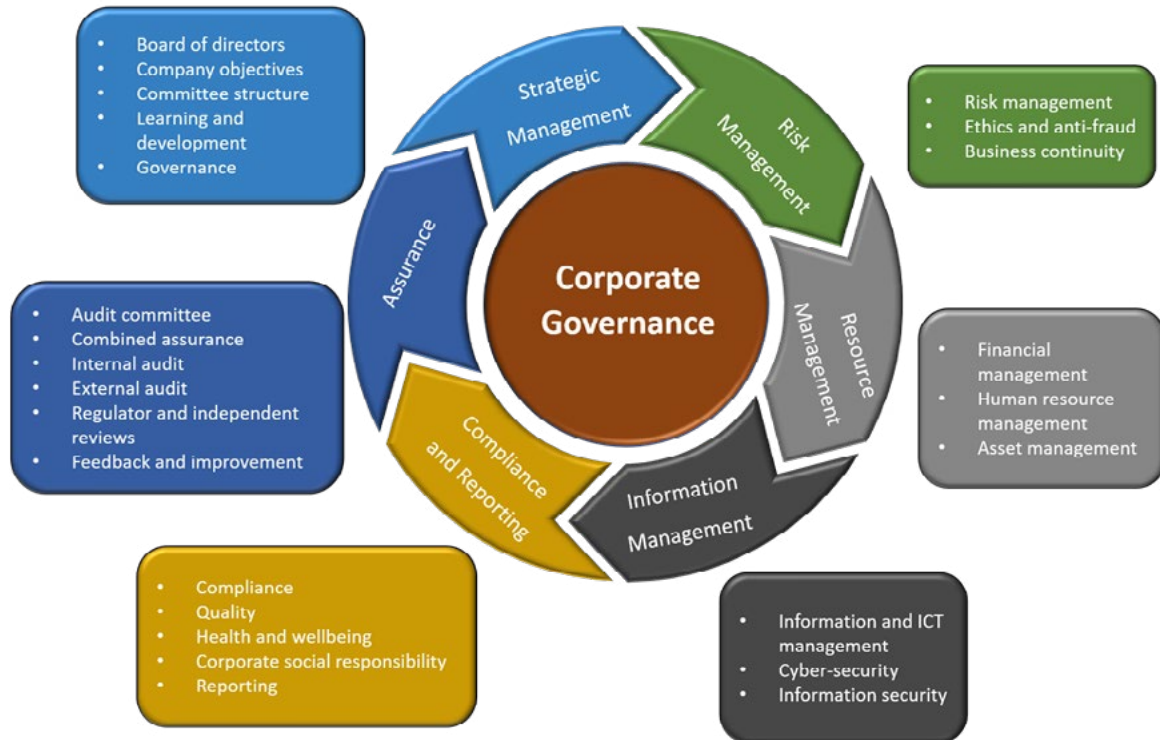 • Board of directors
• Company objectives
• Committee structure
• Learning and
development
• Governance
Strategic
Management
Risk
Management
• Risk management
• Ethics and anti-fraud
• Business continuity
Assurance
Corporate
Governance
Resource
Management
• Audit committee
• Combined assurance
• Internal audit
• External audit
• Regulator and independent
reviews
• Feedback and improvement
• Financial
management
• Human resource
management
• Asset management
Compliance
and Reporting
Information
Management
• Compliance
• Quality
• Health and wellbeing
• Corporate social responsibility
• Reporting
• Information and ICT
management
• Cyber-security
• Information security